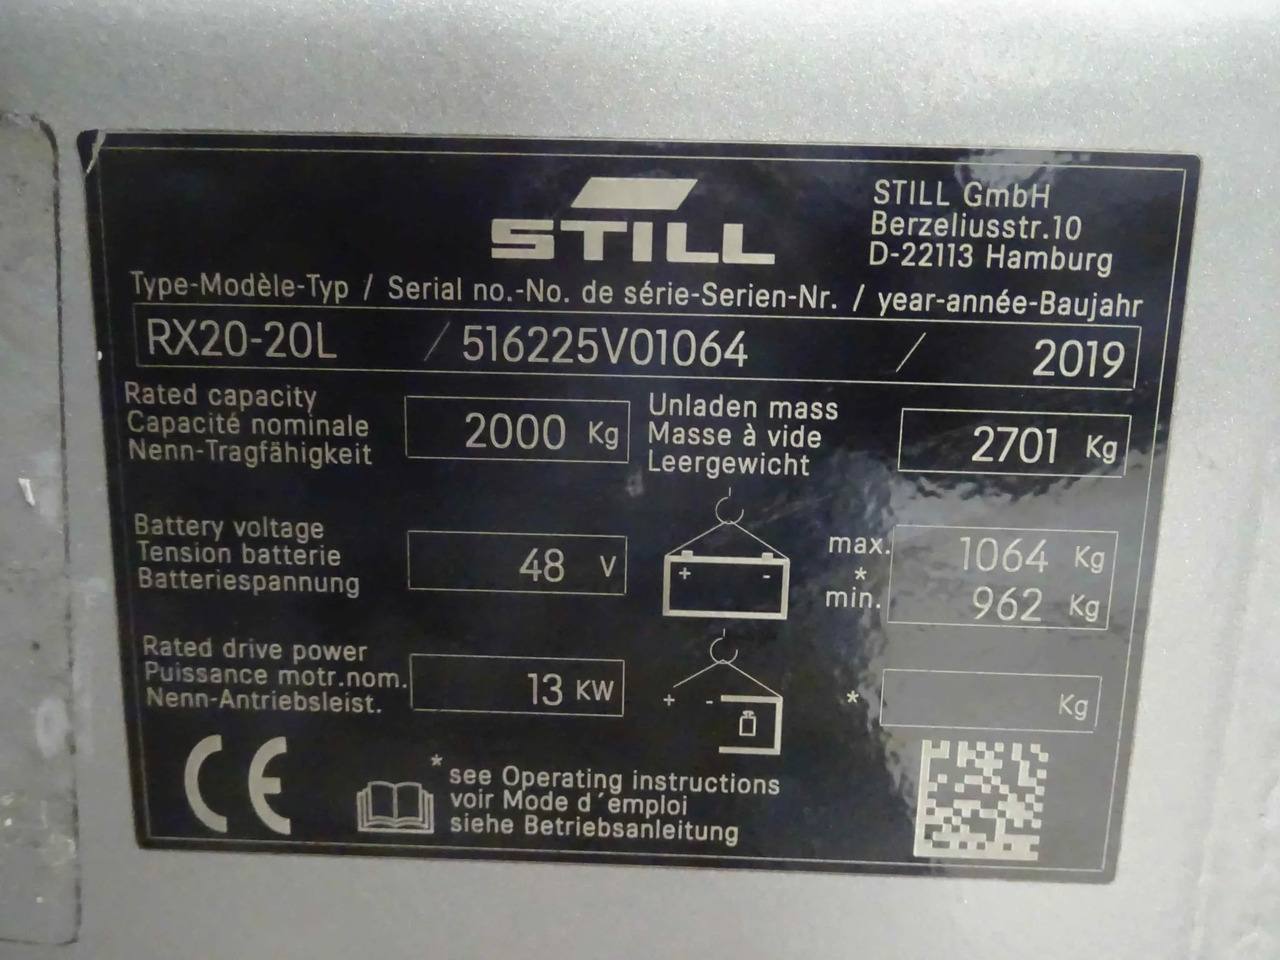 STILL
STILL GmbH
Berzeliusstr.10
D-22113 Hamburg
Type-Modèle-Typ / Serial no.-No. de série-Serien-Nr. / year-année-Baujahr
RX20-20L / 516225V01064 / 2019
Rated capacity
Capacité nominale
Nenn-Tragfähigkeit
2000 Kg
Unladen mass
Masse à vide
Leergewicht
2701 Kg
Battery voltage
Tension batterie
Batteriespannung
48 V
+ -
max. 1064 Kg
*
min. 962 Kg
Rated drive power
Puissance motr.nom.
Nenn-Antriebsleist.
13 KW
+ -
* Kg
CE
* see Operating instructions
voir Mode d´emploi
siehe Betriebsanleitung